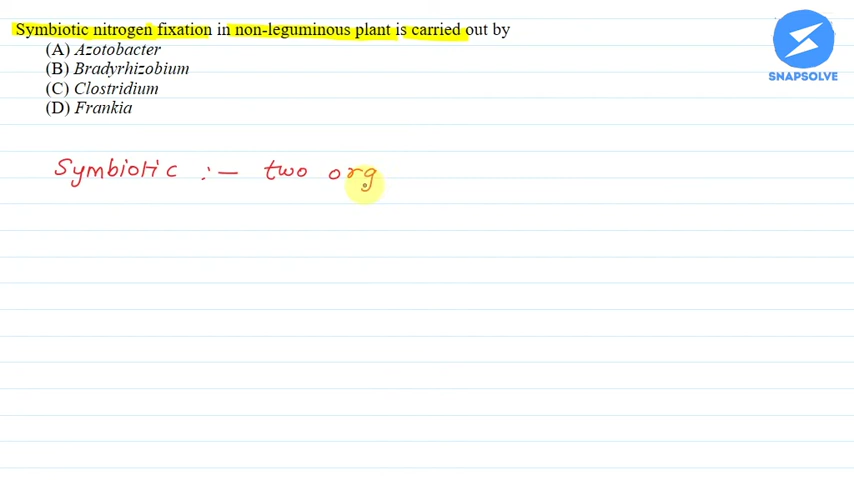 Symbiotic nitrogen fixation in non-leguminous plant is carried out by
(A) Azotobacter
(B) Bradyrhizobium
(C) Clostridium
(D) Frankia
SNAPSOLVE
Symbiotic :- two org